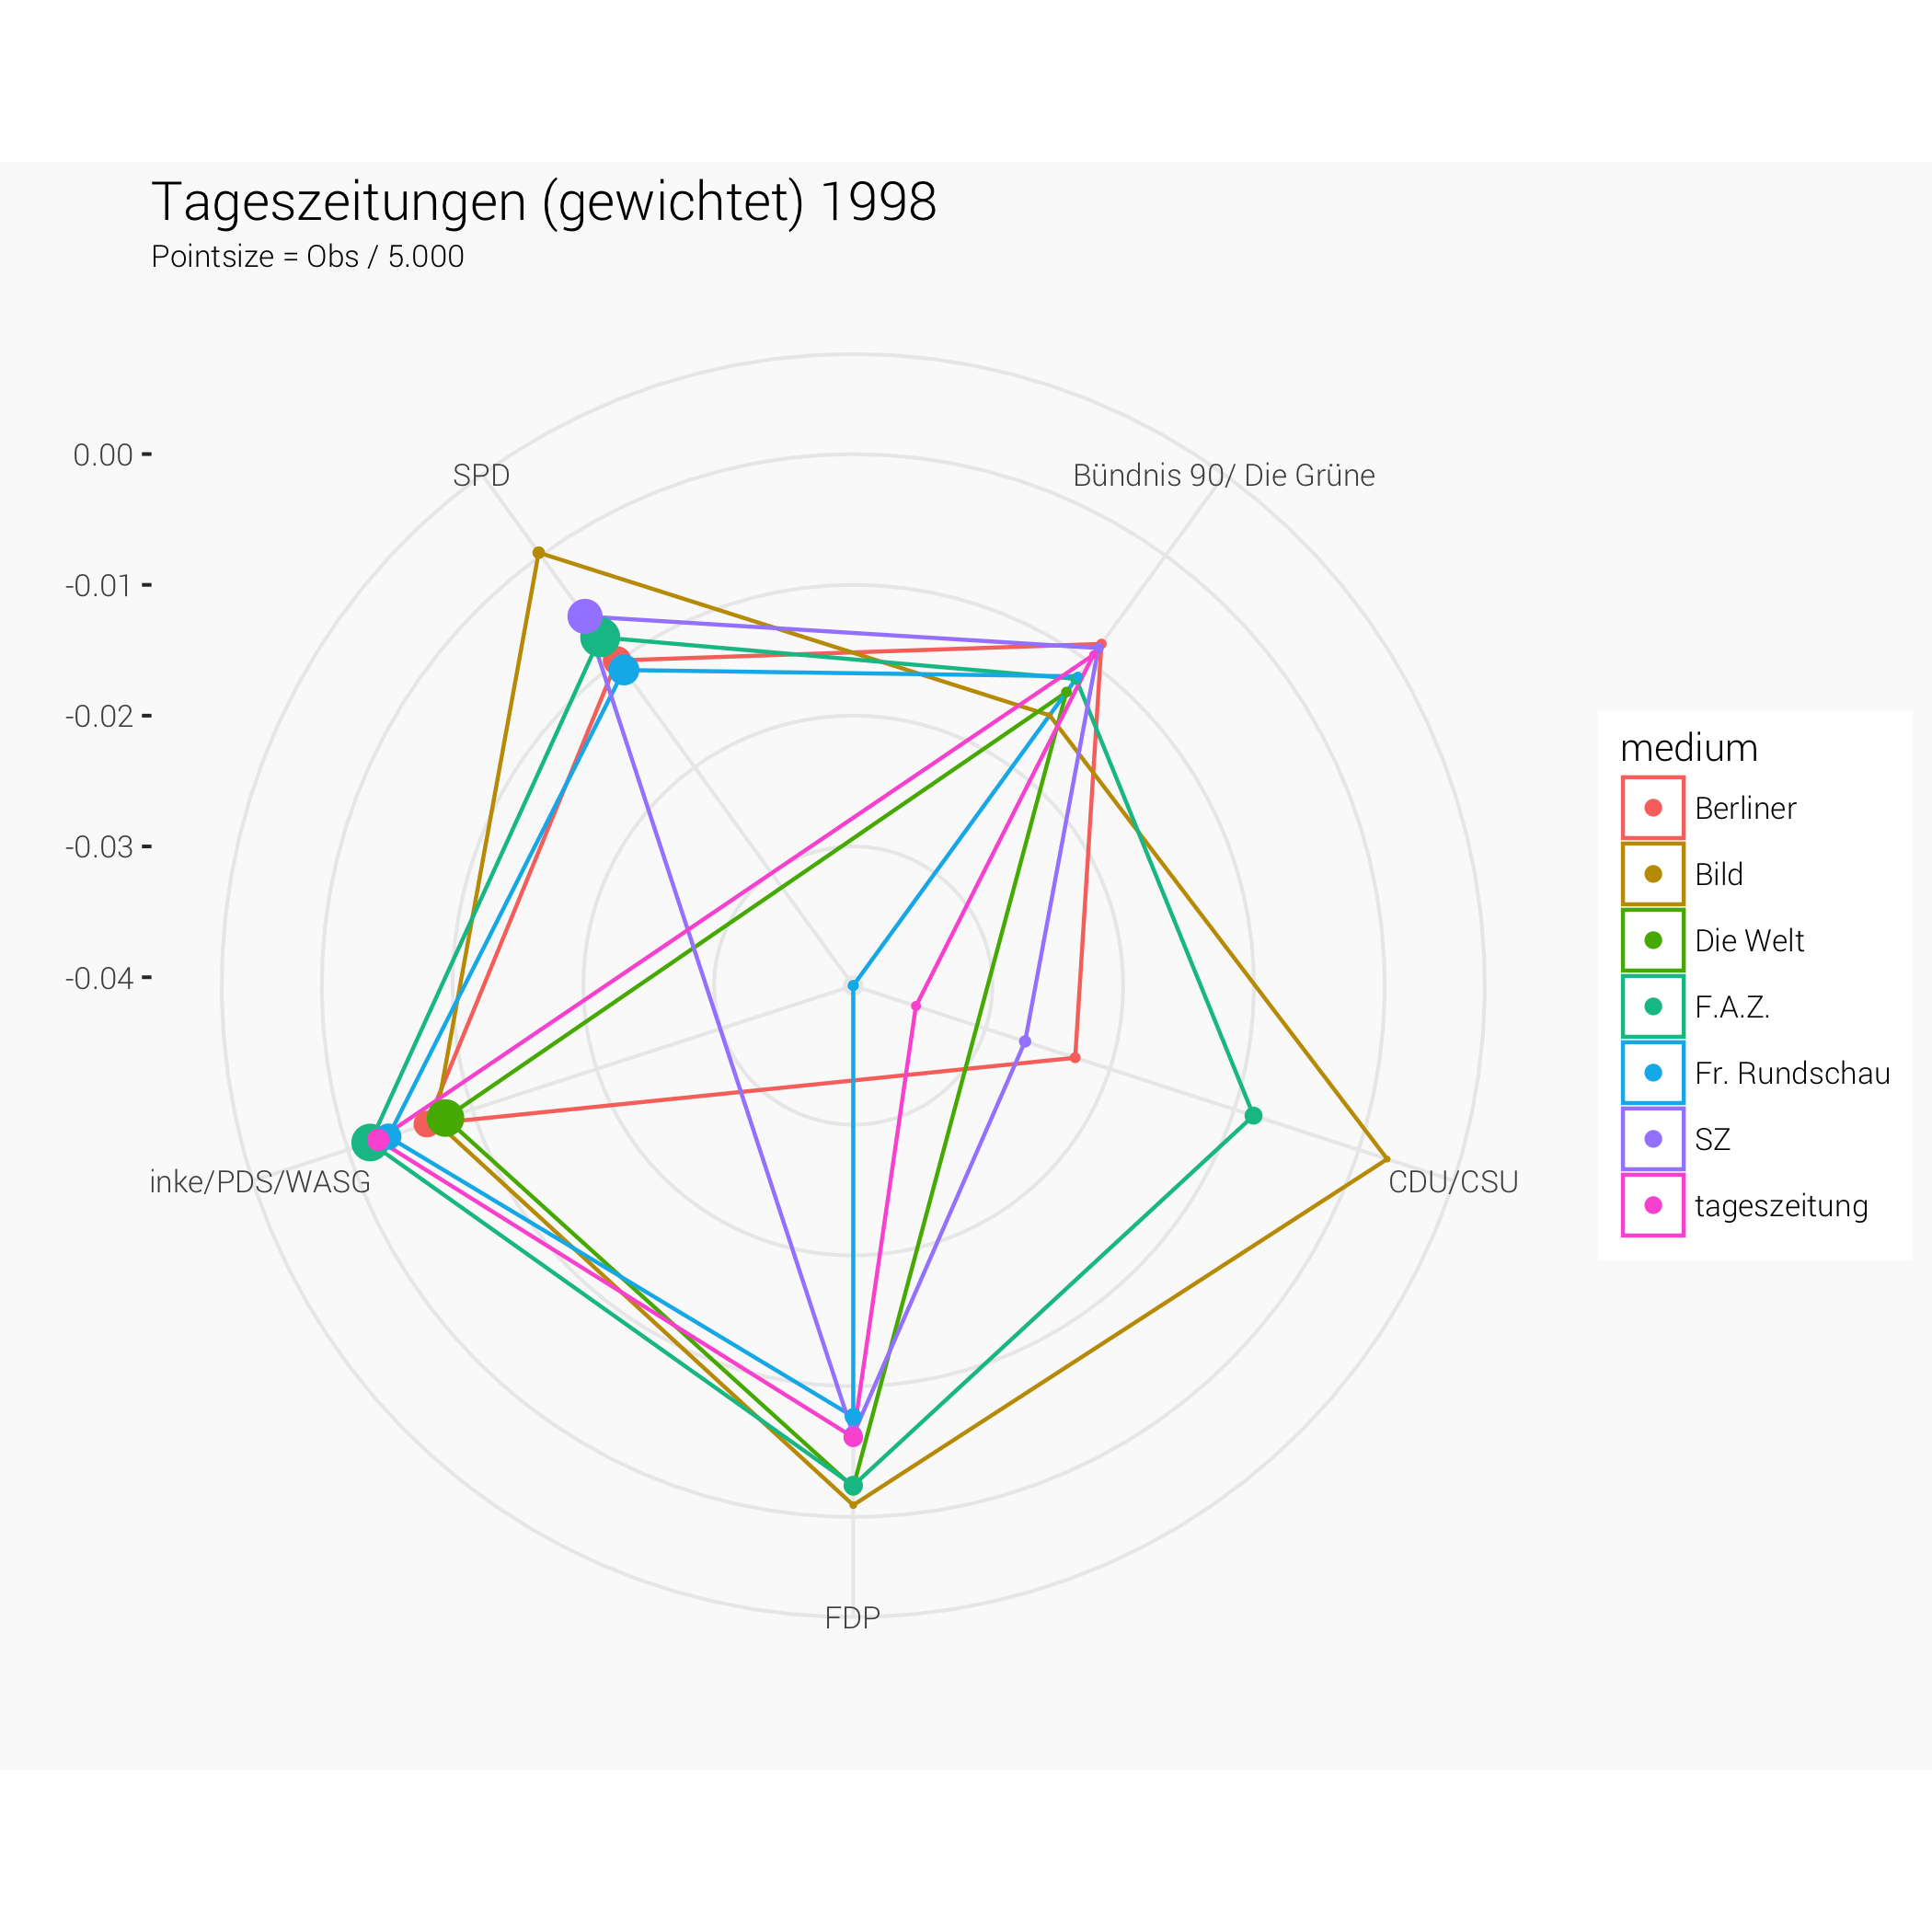 Tageszeitungen (gewichtet) 1998
Pointsize = Obs / 5.000
0.00
-0.01
-0.02
-0.03
-0.04
SPD
Bündnis 90/ Die Grüne
inke/PDS/WASG
CDU/CSU
FDP
medium
Berliner
Bild
Die Welt
F.A.Z.
Fr. Rundschau
SZ
tageszeitung